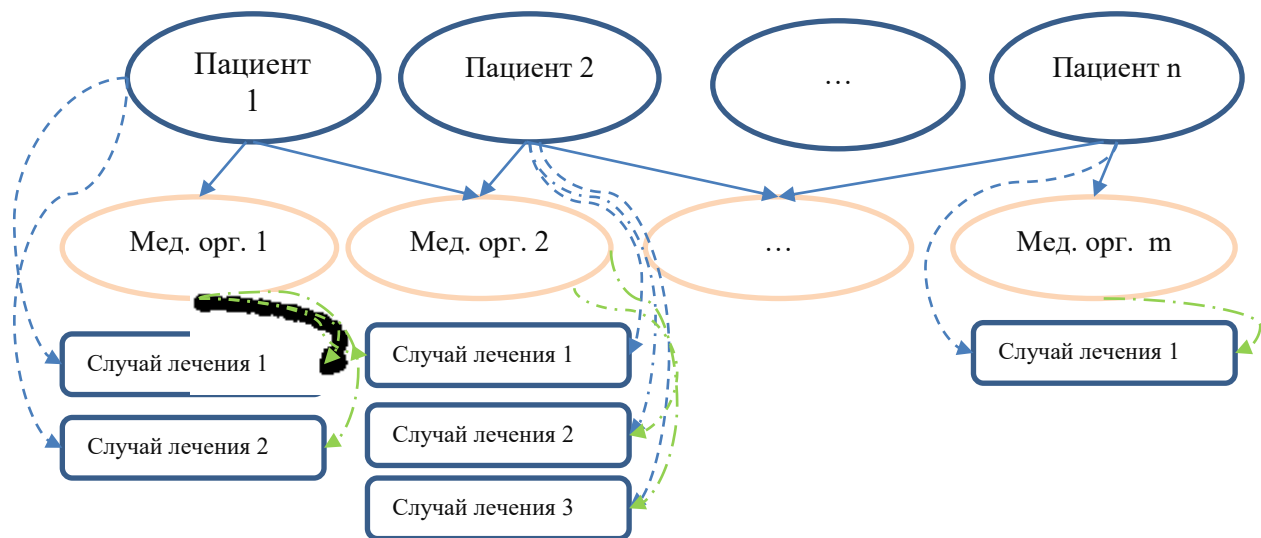 Пациент
1
Пациент 2
…
Пациент n
Мед. орг. 1
Мед. орг. 2
…
Мед. орг. m
Случай лечения 1
Случай лечения 1
Случай лечения 1
Случай лечения 2
Случай лечения 2
Случай лечения 3